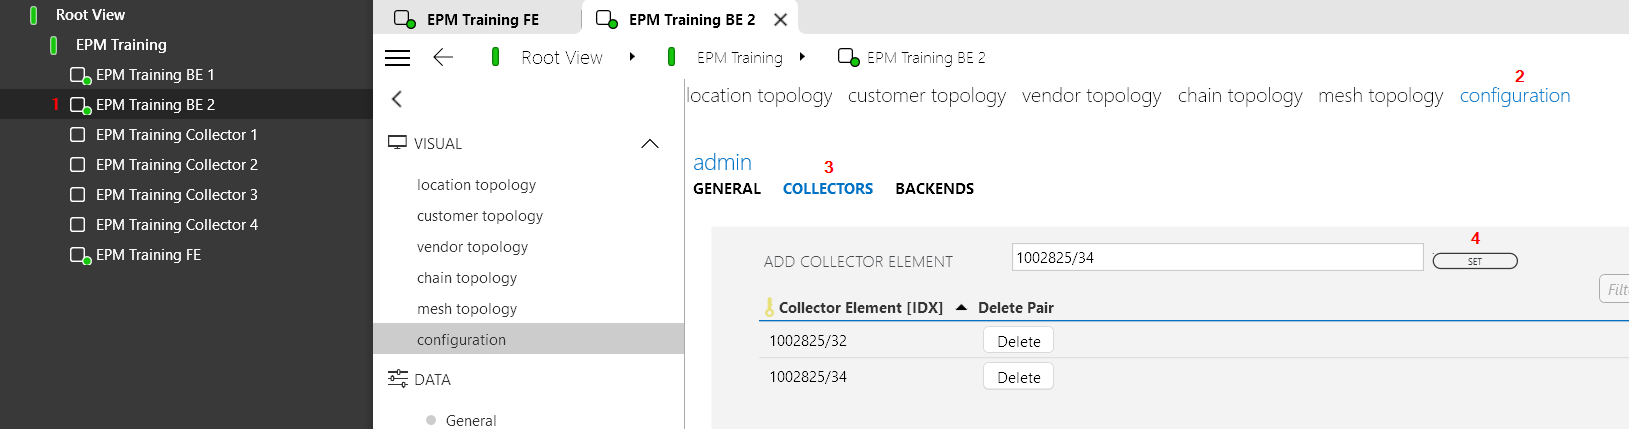 Root View
EPM Training
EPM Training BE 1
1 EPM Training BE 2
EPM Training Collector 1
EPM Training Collector 2
EPM Training Collector 3
EPM Training Collector 4
EPM Training FE
EPM Training FE
EPM Training BE 2
Root View EPM Training EPM Training BE 2
VISUAL
location topology
customer topology
vendor topology
chain topology
mesh topology
configuration
DATA
General
2
location topology customer topology vendor topology chain topology mesh topology configuration
admin
3
GENERAL COLLECTORS BACKENDS
4
ADD COLLECTOR ELEMENT 1002825/34 SET
Filt
Collector Element [IDX] Delete Pair
1002825/32 Delete
1002825/34 Delete